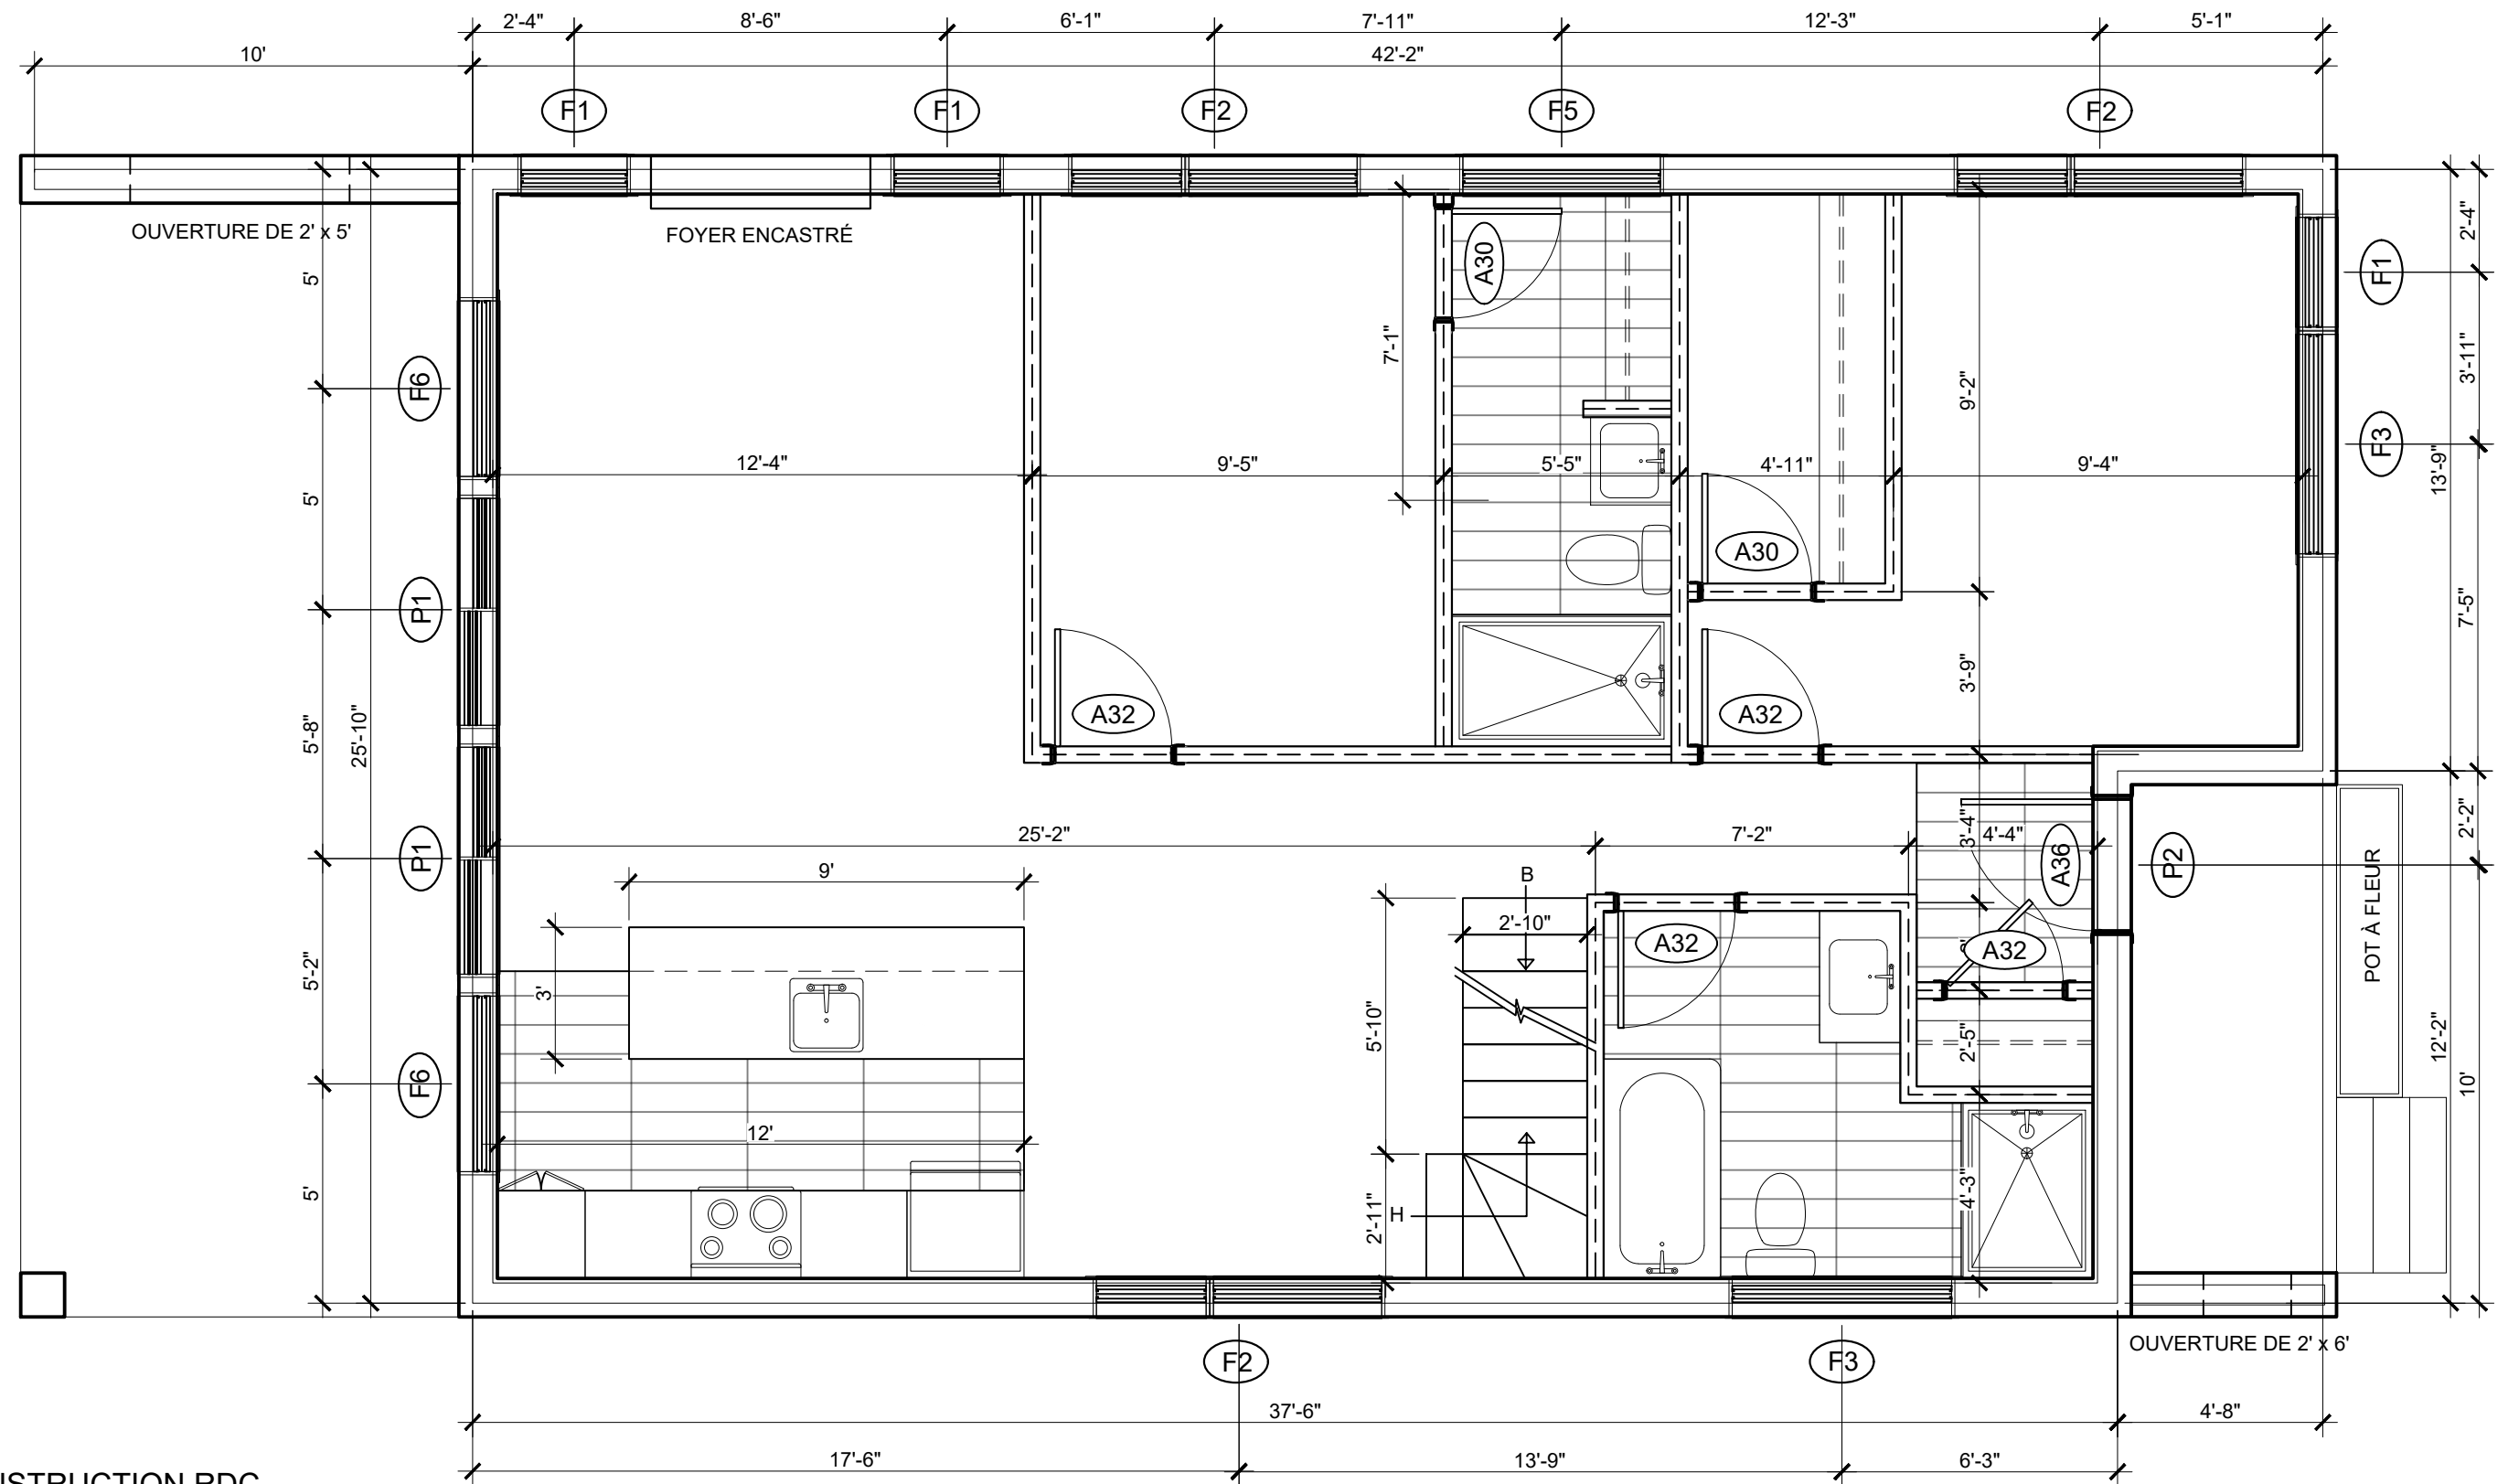 2'-4"
8'-6"
6'-1"
7'-11"
12'-3"
5'-1"
10'
42'-2"
F1
F1
F2
F5
F2
OUVERTURE DE 2' x 5'
FOYER ENCASTRÉ
2'-4"
5'
A30
F1
7'-1"
3'-11"
9'-2"
F6
F3
12'-4"
9'-5"
5'-5"
4'-11"
9'-4"
13'-9"
5'
A30
P1
7'-5"
3'-9"
A32
A32
5'-8"
25'-10"
2'-2"
25'-2"
7'-2"
3'-4"
4'-4"
P1
9'
B
A36
P2
POT À FLEUR
2'-10"
A32
A32
5'-2"
3'
5'-10"
2'-5"
12'-2"
F6
10'
12'
5'
2'-11"
H
4'-3"
OUVERTURE DE 2' x 6'
F2
F3
37'-6"
4'-8"
17'-6"
13'-9"
6'-3"